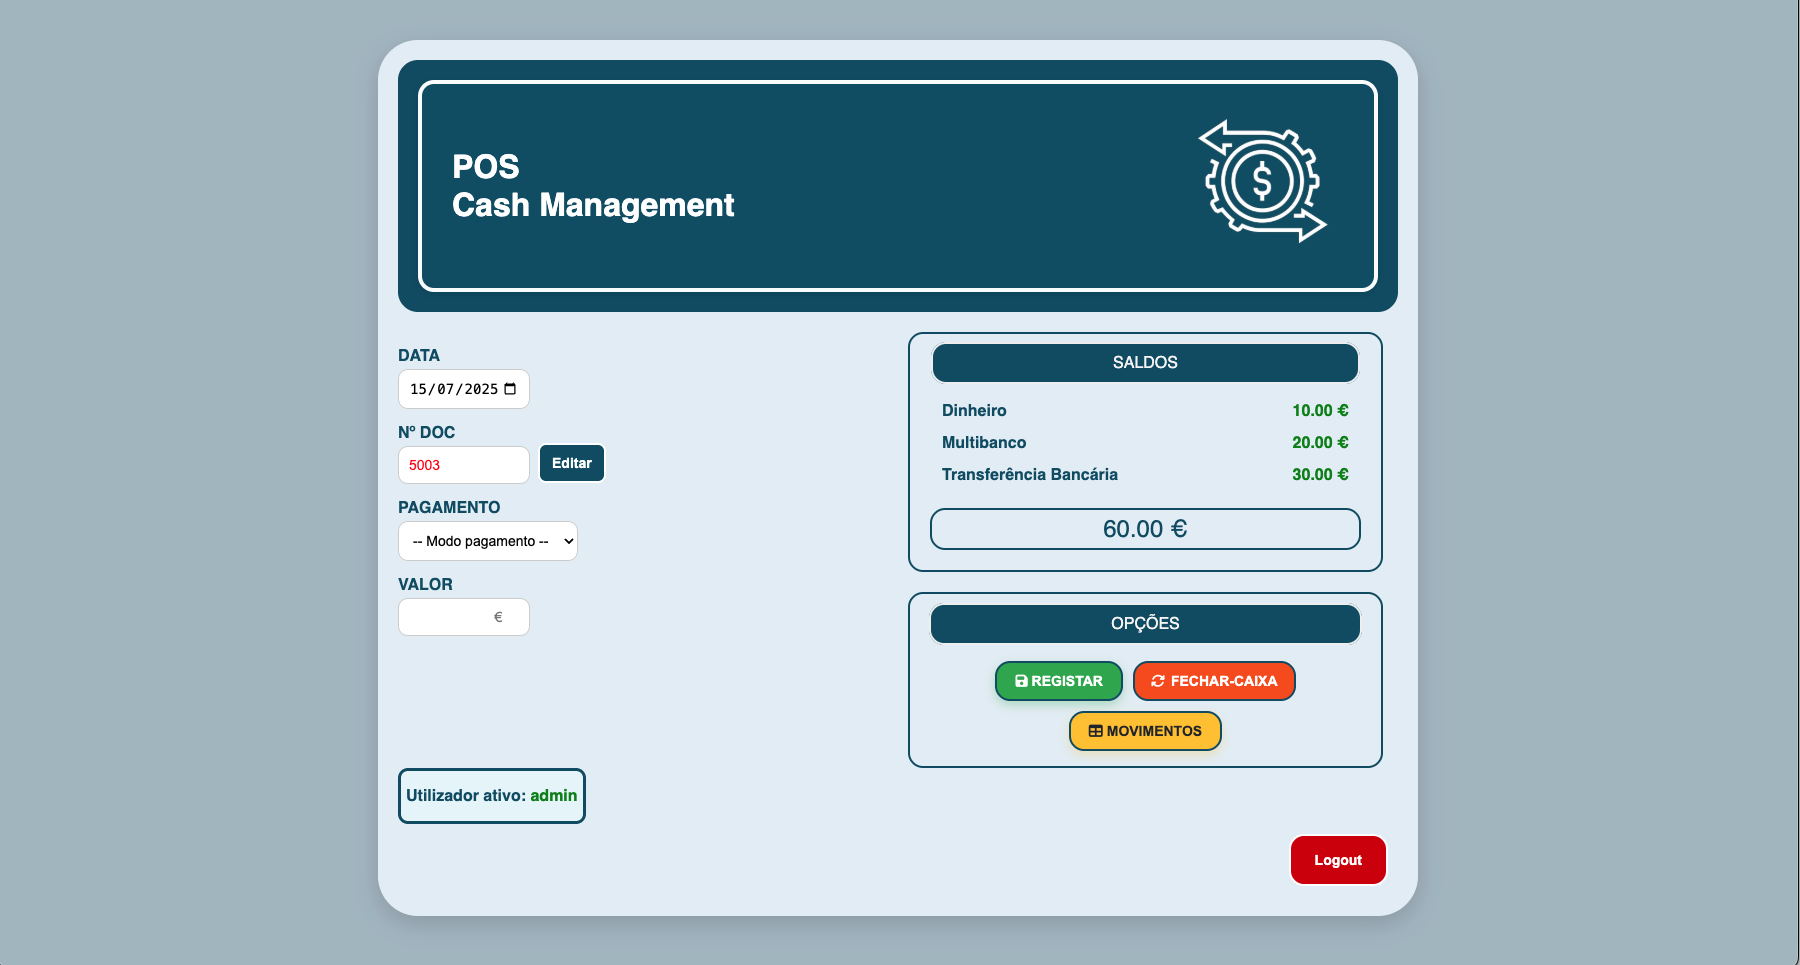 POS
Cash Management
$
DATA
15/07/2025
Nº DOC
5003
Editar
PAGAMENTO
-- Modo pagamento --
VALOR
€
SALDOS
Dinheiro 10.00 €
Multibanco 20.00 €
Transferência Bancária 30.00 €
60.00 €
OPÇÕES
REGISTAR
FECHAR-CAIXA
MOVIMENTOS
Utilizador ativo: admin
Logout